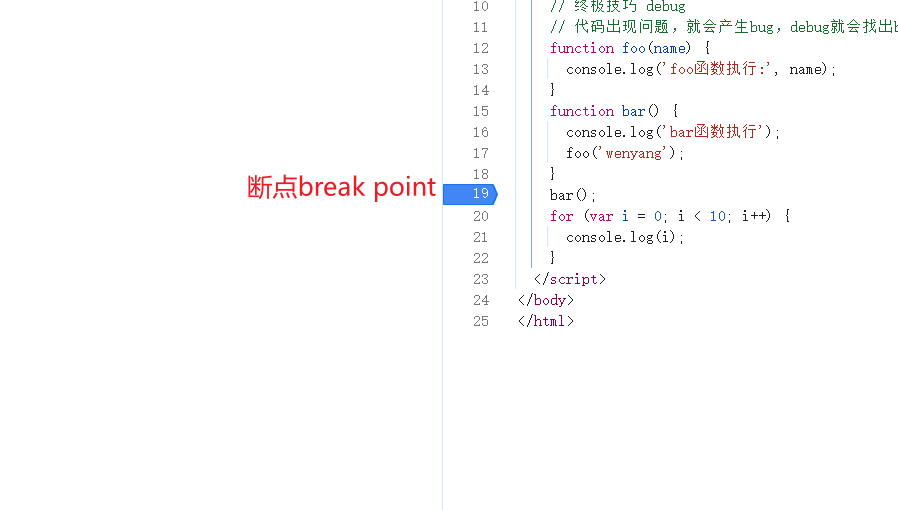 10 // 终极技巧 debug
11 // 代码出现问题，就会产生bug，debug就会找出
12 function foo(name) {
13 console.log('foo函数执行:', name);
14 }
15 function bar() {
16 console.log('bar函数执行');
17 foo('wenyang');
18 }
断点break point
19 bar();
20 for (var i = 0; i < 10; i++) {
21 console.log(i);
22 }
23 </script>
24 </body>
25 </html>